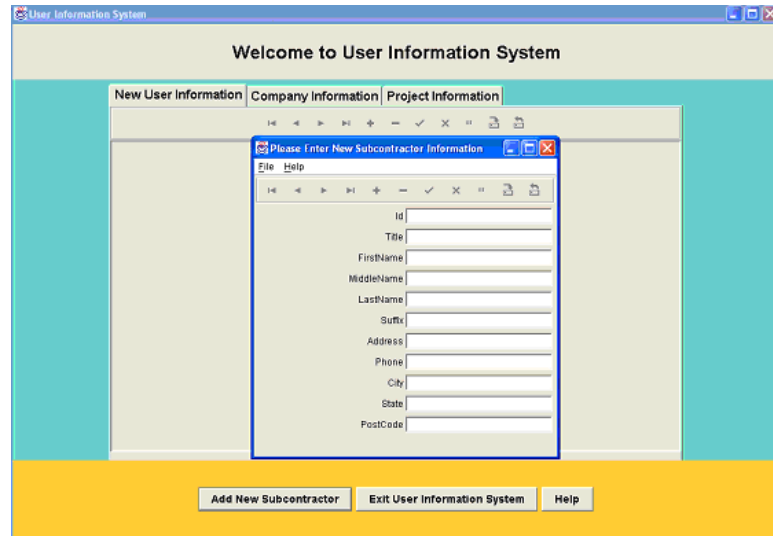 User Information System
Welcome to User Information System
New User Information Company Information Project Information
Please Enter New Subcontractor Information
File Help
Id
Title
FirstName
MiddleName
LastName
Suffix
Address
Phone
City
State
PostCode
Add New Subcontractor Exit User Information System Help